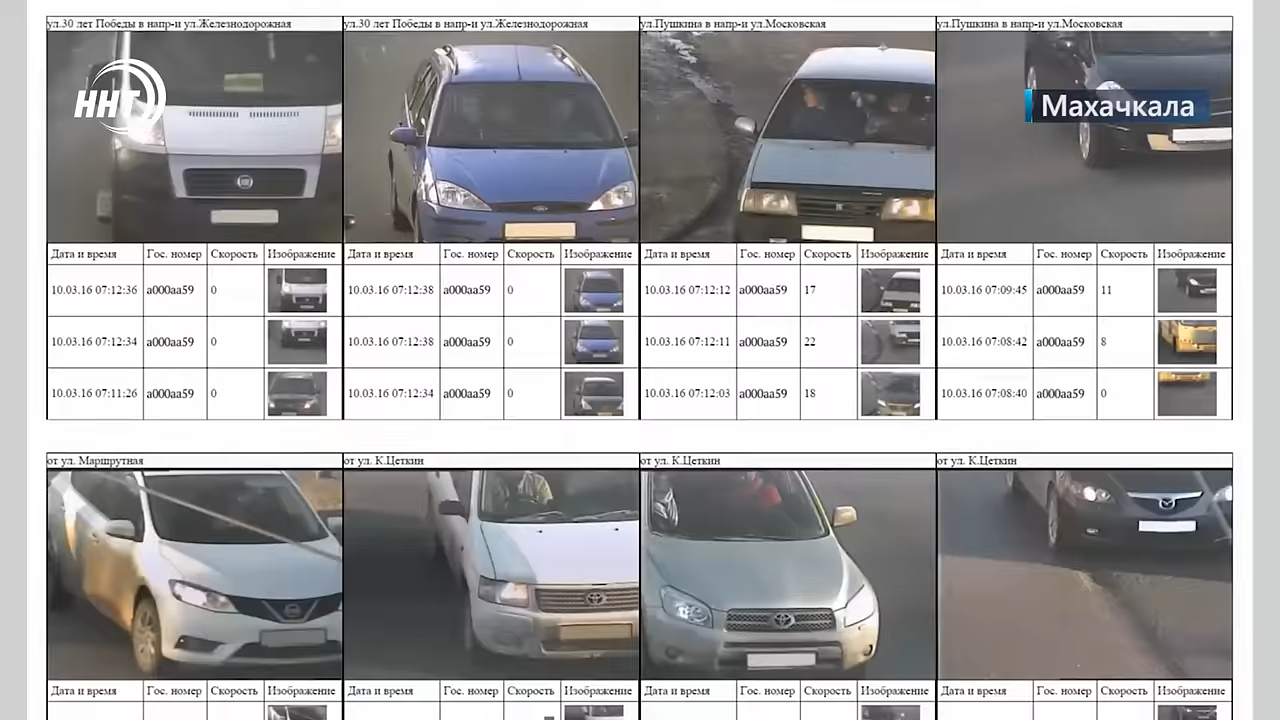 ул.30 лет Победы в напр-и ул.Железнодорожная
ул.30 лет Победы в напр-и ул.Железнодорожная
ул.Пушкина в напр-и ул.Московская
ул.Пушкина в напр-и ул.Московская
ННТ
Махачкала
Дата и время Гос. номер Скорость Изображение
Дата и время Гос. номер Скорость Изображение
Дата и время Гос. номер Скорость Изображение
Дата и время Гос. номер Скорость Изображение
10.03.16 07:12:36 а000аа59 0
10.03.16 07:12:38 а000аа59 0
10.03.16 07:12:12 а000аа59 17
10.03.16 07:09:45 а000аа59 11
10.03.16 07:12:34 а000аа59 0
10.03.16 07:12:38 а000аа59 0
10.03.16 07:12:11 а000аа59 22
10.03.16 07:08:42 а000аа59 8
10.03.16 07:11:26 а000аа59 0
10.03.16 07:12:34 а000аа59 0
10.03.16 07:12:03 а000аа59 18
10.03.16 07:08:40 а000аа59 0
от ул. Маршрутная
от ул. К.Цеткин
от ул. К.Цеткин
от ул. К.Цеткин
Дата и время Гос. номер Скорость Изображение
Дата и время Гос. номер Скорость Изображение
Дата и время Гос. номер Скорость Изображение
Дата и время Гос. номер Скорость Изображение